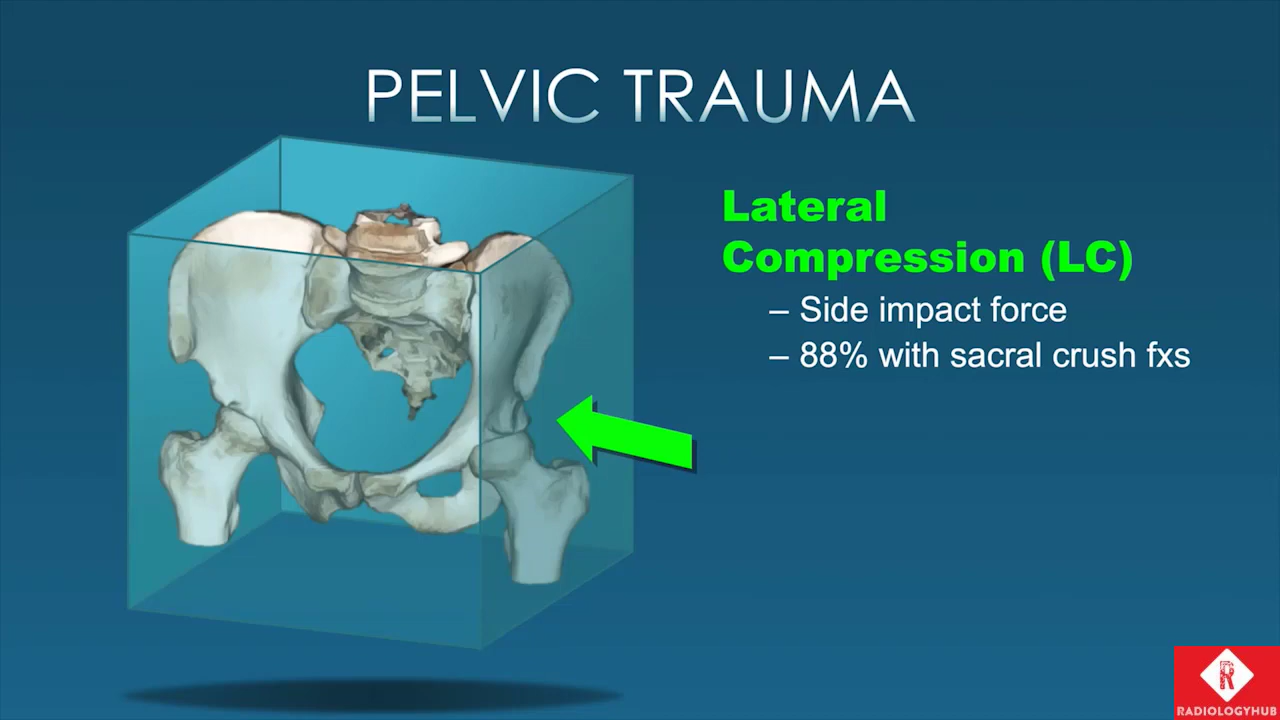 PELVIC TRAUMA
Lateral
Compression (LC)
– Side impact force
– 88% with sacral crush fxs
R
RADIOLOGYHUB